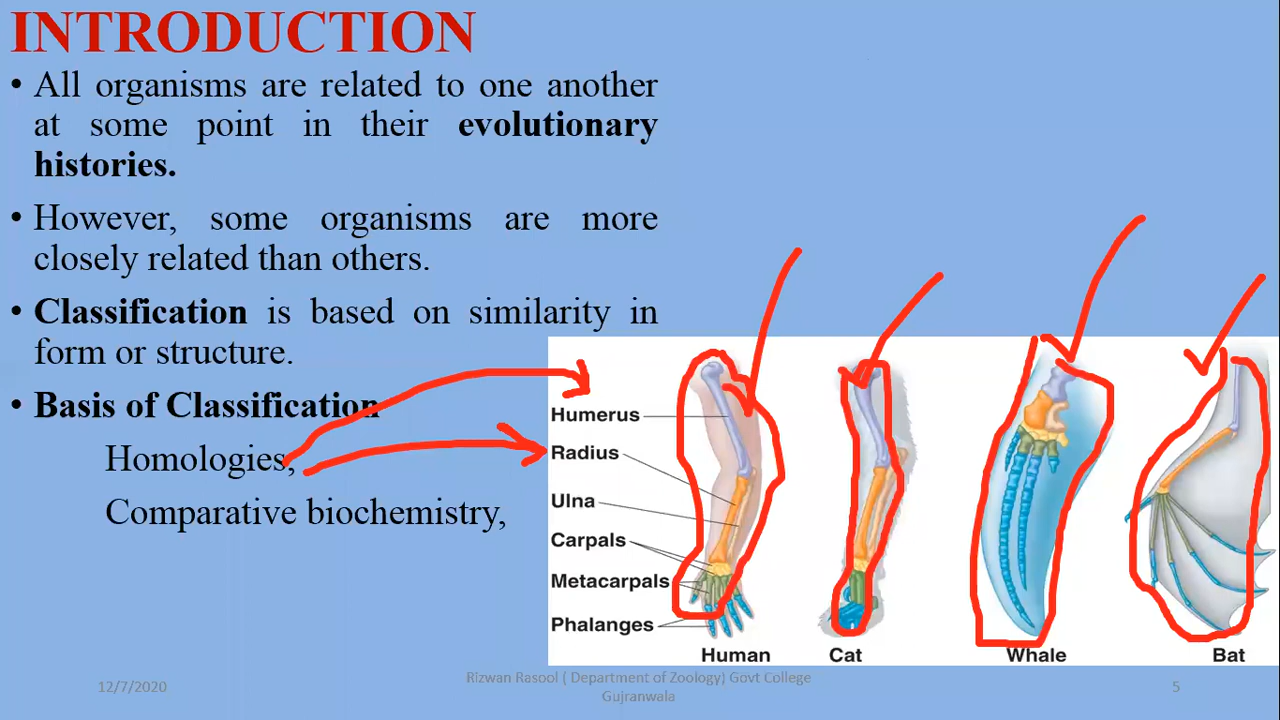 INTRODUCTION
• All organisms are related to one another
at some point in their evolutionary
histories.
• However, some organisms are more
closely related than others.
• Classification is based on similarity in
form or structure.
• Basis of Classification
Homologies,
Comparative biochemistry,
Humerus
Radius
Ulna
Carpals
Metacarpals
Phalanges
Human
Cat
Whale
Bat
12/7/2020
Rizwan Rasool ( Department of Zoology) Govt College
Gujranwala
5